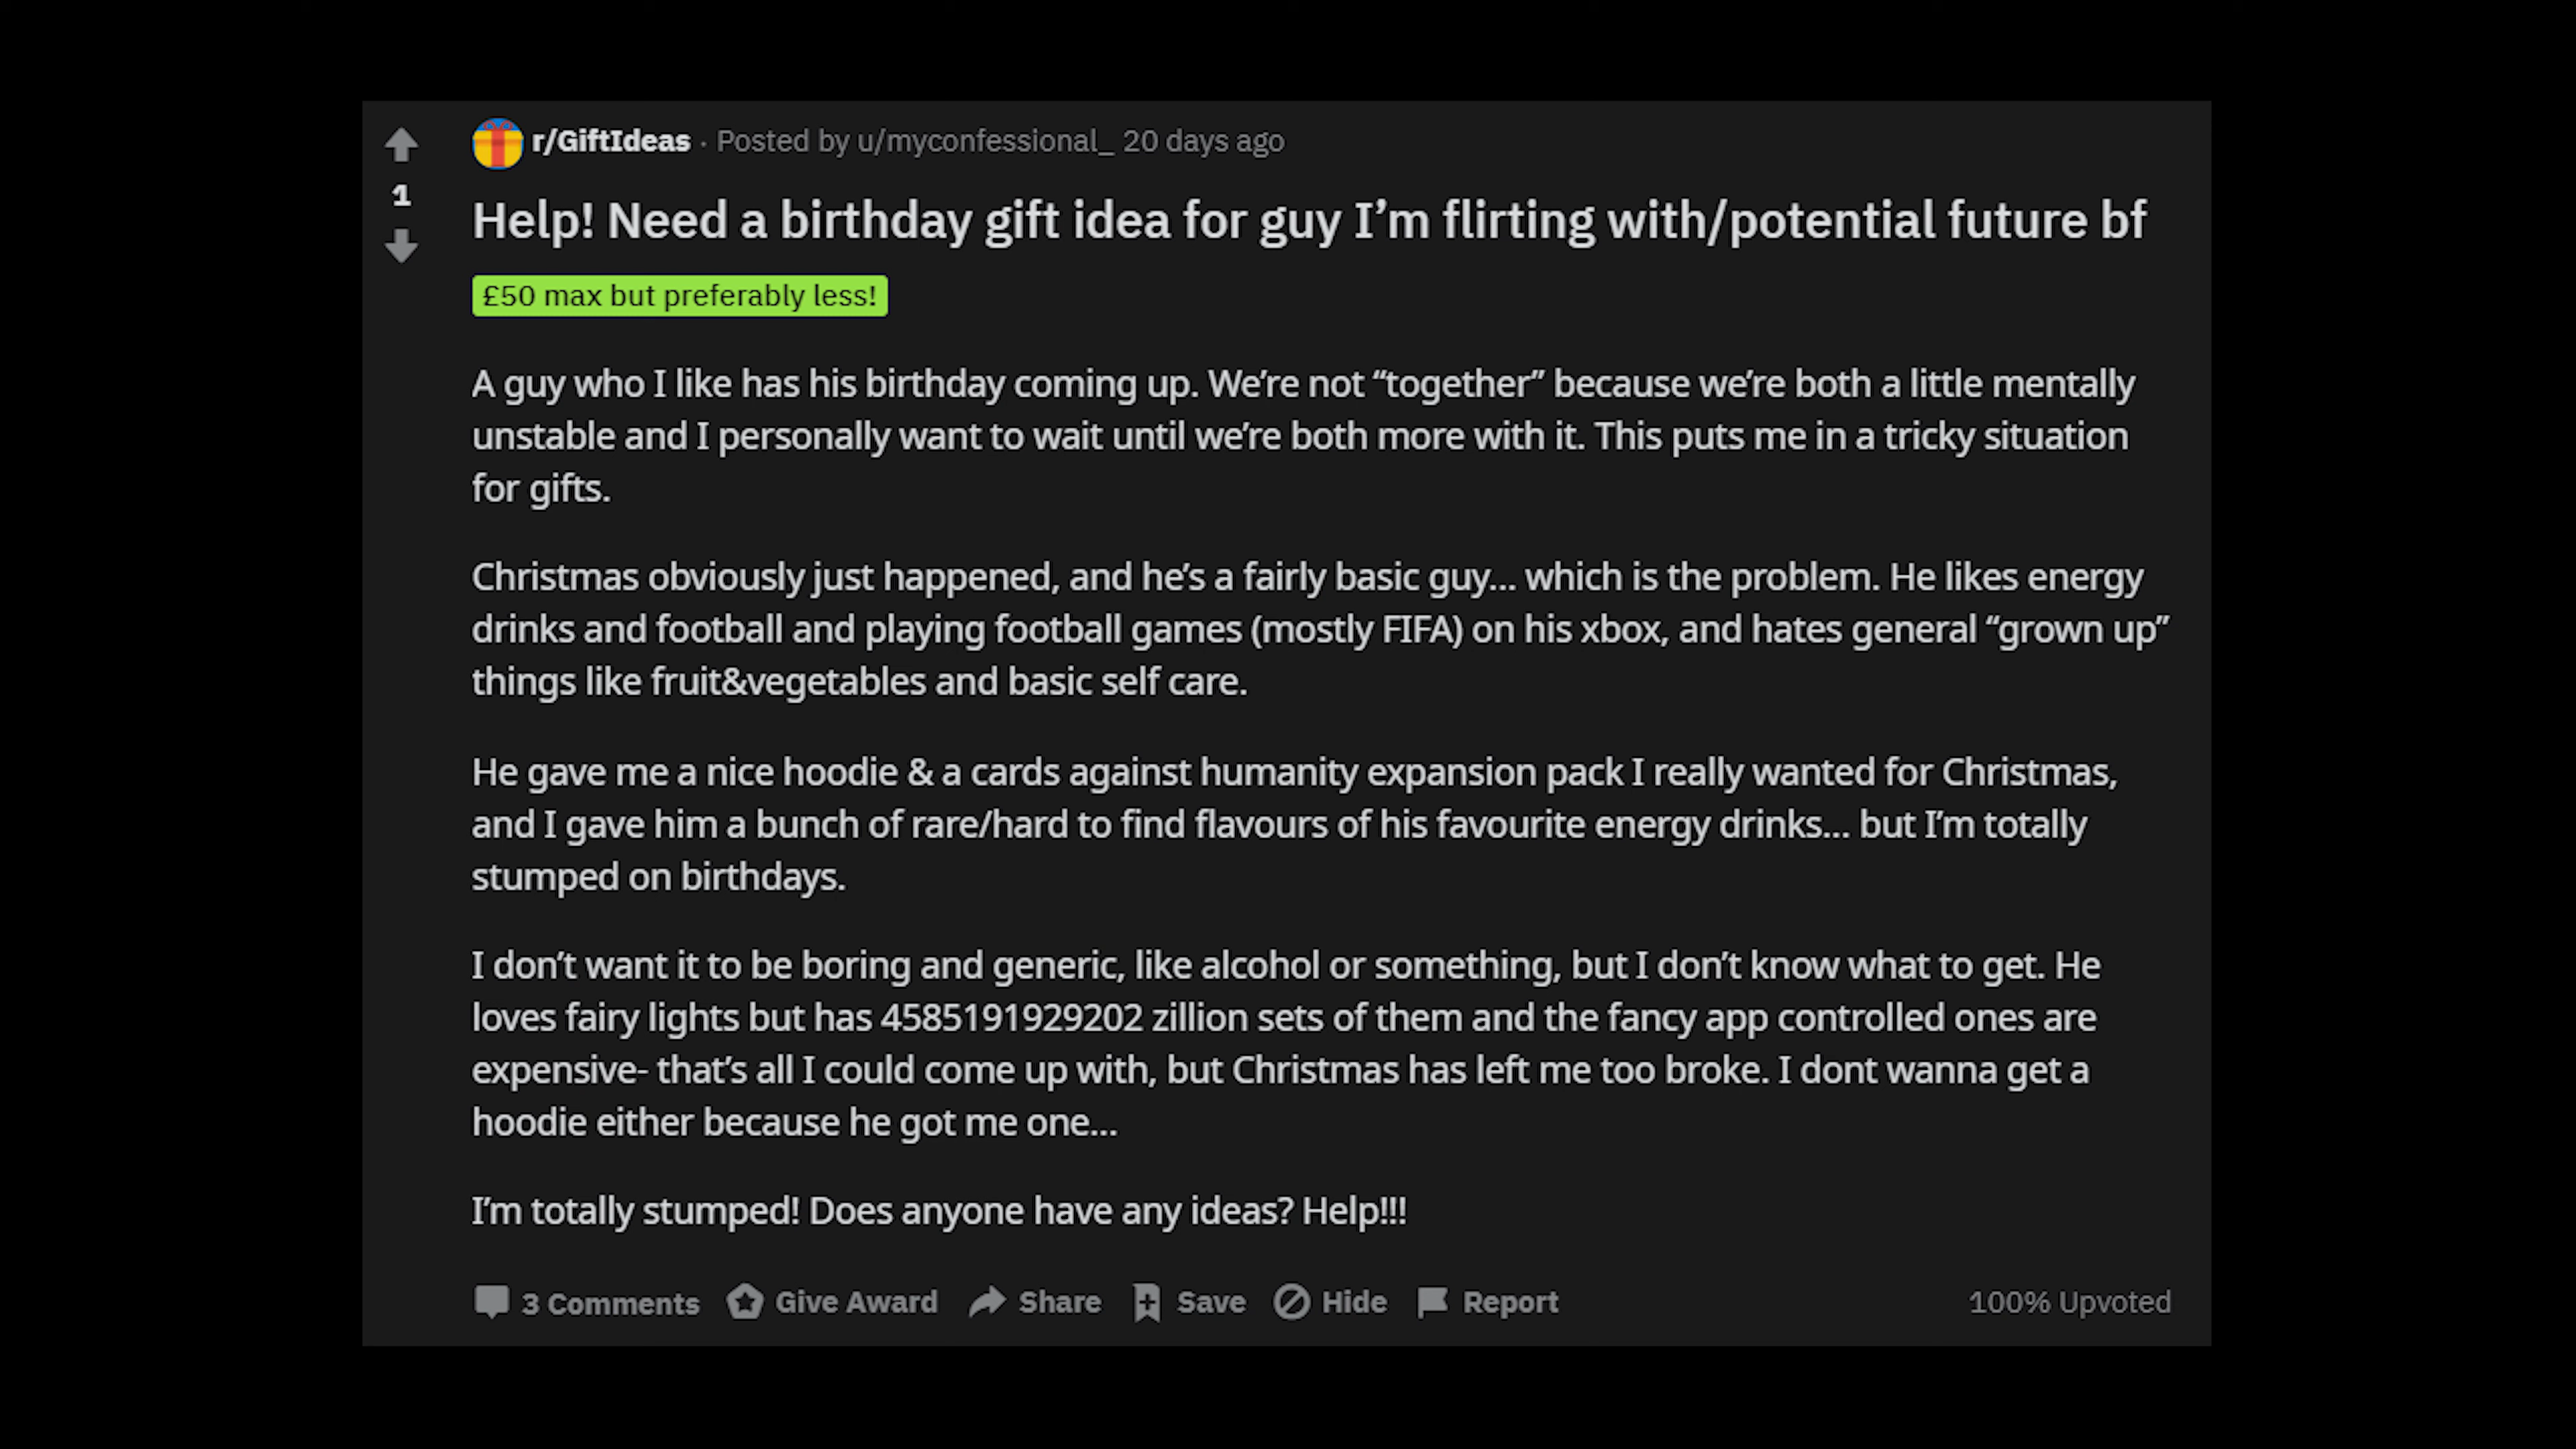 r/GiftIdeas · Posted by u/myconfessional_ 20 days ago
1
Help! Need a birthday gift idea for guy I’m flirting with/potential future bf
£50 max but preferably less!
A guy who I like has his birthday coming up. We’re not “together” because we’re both a little mentally
unstable and I personally want to wait until we’re both more with it. This puts me in a tricky situation
for gifts.
Christmas obviously just happened, and he’s a fairly basic guy... which is the problem. He likes energy
drinks and football and playing football games (mostly FIFA) on his xbox, and hates general “grown up”
things like fruit&vegetables and basic self care.
He gave me a nice hoodie & a cards against humanity expansion pack I really wanted for Christmas,
and I gave him a bunch of rare/hard to find flavours of his favourite energy drinks... but I’m totally
stumped on birthdays.
I don’t want it to be boring and generic, like alcohol or something, but I don’t know what to get. He
loves fairy lights but has 4585191929202 zillion sets of them and the fancy app controlled ones are
expensive- that’s all I could come up with, but Christmas has left me too broke. I dont wanna get a
hoodie either because he got me one...
I’m totally stumped! Does anyone have any ideas? Help!!!
3 Comments Give Award Share Save Hide Report 100% Upvoted